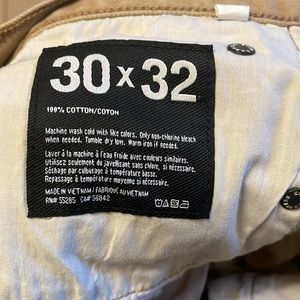 30 x 32
100% COTTON/COTON
Machine wash cold with like colors. Only non-chlorine bleach
when needed. Tumble dry low. Warm iron if needed.
Laver à la machine à l'eau froide avec couleurs similaires.
Utilisez seulement du javellisant sans chlore, si nécessaire.
Séchage par culbutage à température basse.
Repassage à température moyenne si nécessaire.
MADE IN VIETNAM / FABRIQUÉ AU VIETNAM
RN# 55285 CA# 56842